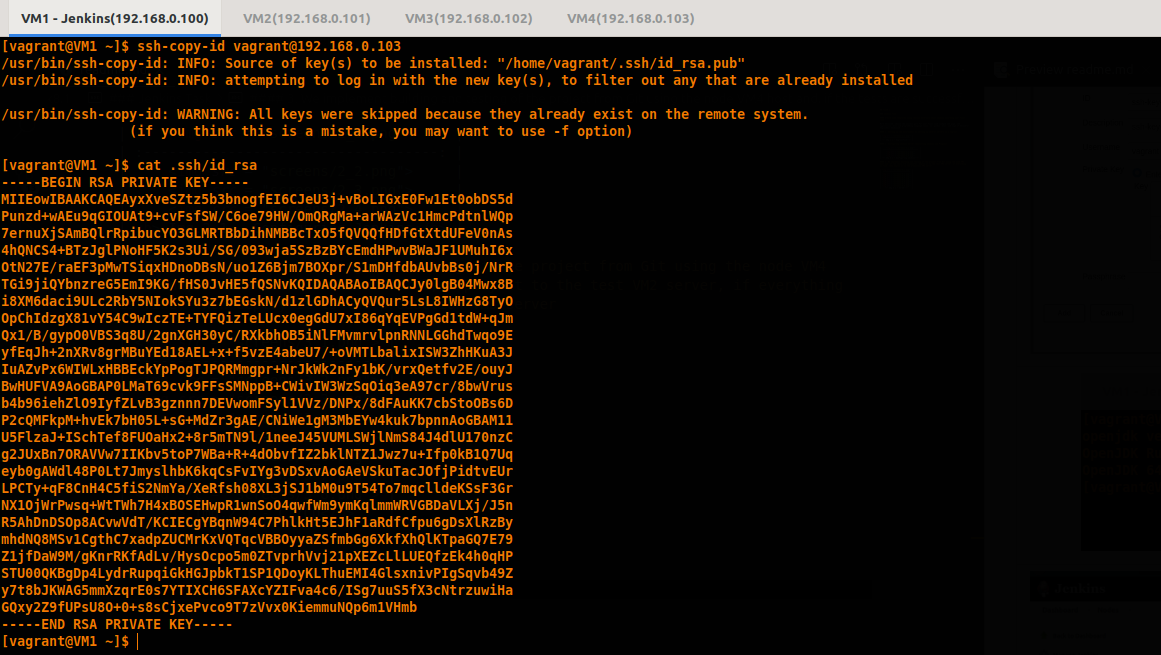 VM1 - Jenkins(192.168.0.100)
VM2(192.168.0.101)
VM3(192.168.0.102)
VM4(192.168.0.103)
[vagrant@VM1 ~]$ ssh-copy-id vagrant@192.168.0.103
/usr/bin/ssh-copy-id: INFO: Source of key(s) to be installed: "/home/vagrant/.ssh/id_rsa.pub"
/usr/bin/ssh-copy-id: INFO: attempting to log in with the new key(s), to filter out any that are already installed
/usr/bin/ssh-copy-id: WARNING: All keys were skipped because they already exist on the remote system.
(if you think this is a mistake, you may want to use -f option)
[vagrant@VM1 ~]$ cat .ssh/id_rsa
-----BEGIN RSA PRIVATE KEY-----
MIIEowIBAAKCAQEAyxXveSZtz5b3bnogfEI6CJeU3j+vBoLIGxE0Fw1Et0obDS5d
Punzd+wAEu9qGIOUAt9+cvFsfSW/C6oe79HW/OmQRgMa+arWAzVc1HmcPdtnlWQp
7ernuXjSAmBQlrRpibucYO3GLMRTBbDihNMBBcTxO5fQVQQfHDfGtXtdUFeV0nAs
4hQNCS4+BTzJglPNoHF5K2s3Ui/SG/093wja5SzBzBYcEmdHPwvBWaJF1UMuhI6x
OtN27E/raEF3pMwTSiqxHDnoDBsN/uo1Z6Bjm7BOXpr/S1mDHfdbAUvbBs0j/NrR
TGi9jiQYbnzreG5EmI9KG/fHS0JvHE5fQSNvKQIDAQABAoIBAQCJy0lgB04Mwx8B
i8XM6daci9ULc2RbY5NIokSYu3z7bEGskN/d1zlGDhACyQVQur5LsL8IWHzG8TyO
OpChIdzgX81vY54C9wIczTE+TYFQizTeLUcx0egGdU7xI86qYqEVPgGd1tdW+qJm
Qx1/B/gypO0VBS3q8U/2gnXGH30yC/RXkbhOB5iNlFMvmrvlpnRNNLGGhdTwqo9E
yfEqJh+2nXRv8grMBuYEd18AEL+x+f5vzE4abeU7/+oVMTLbalixISW3ZhHKuA3J
IuAZvPx6WIWLxHBBEckYpPogTJPQRMmgpr+NrJkWk2nFy1bK/vrxQetfv2E/ouyJ
BwHUFVA9AoGBAP0LMaT69cvk9FFsSMNppB+CWivIW3WzSqOiq3eA97cr/8bwVrus
b4b96iehZlO9IyfZLvB3gznnn7DEVwomFSyl1VVz/DNPx/8dFAuKK7cbStoOBs6D
P2cQMFkpM+hvEk7bH05L+sG+MdZr3gAE/CNiWe1gM3MbEYw4kuk7bpnnAoGBAM11
U5FlzaJ+ISchTef8FUOaHx2+8r5mTN9l/1neeJ45VUMLSWjlNmS84J4dlU170nzC
g2JUxBn7ORAVVw7IIKbv5toP7WBa+R+4dObvfIZ2bklNTZ1Jwz7u+Ifp0kB1Q7Uq
eyb0gAWdl48P0Lt7JmyslhbK6kqCsFvIYg3vDSxvAoGAeVSkuTacJOfjPidtvEUr
LPCTy+qF8CnH4C5fiS2NmYa/XeRfsh08XL3jSJ1bM0u9T54To7mqclldeKSsF3Gr
NX1OjWrPwsq+WtTWh7H4xBOSEHwpR1wnSoO4qwfWm9ymKqlmmWRVGBDaVLXj/J5n
R5AhDnDSOp8ACvwVdT/KCIECgYBqnW94C7PhlkHt5EJhF1aRdfCfpu6gDsXlRzBy
mhdNQ8MSv1CgthC7xadpZUCMrKxVQTqcVBBOyyaZSfmbGg6XkfXhQlKTpaGQ7E79
Z1jfDaW9M/gKnrRKfAdLv/HysOcpo5m0ZTvprhVvj21pXEZcLlLUEQfzEk4h0qHP
STU00QKBgDp4LydrRupqiGkHGJpbkT1SP1QDoyKLThuEMI4GlsxnivPIgSqvb49Z
y7t8bJKWAG5mmXzqrE0s7YTIXCH6SFAXcYZIFva4c6/ISg7uuS5fX3cNtrzuwiHa
GQxy2Z9fUPsU8O+0+s8sCjxePvco9T7zVvx0KiemmuNQp6m1VHmb
-----END RSA PRIVATE KEY-----
[vagrant@VM1 ~]$